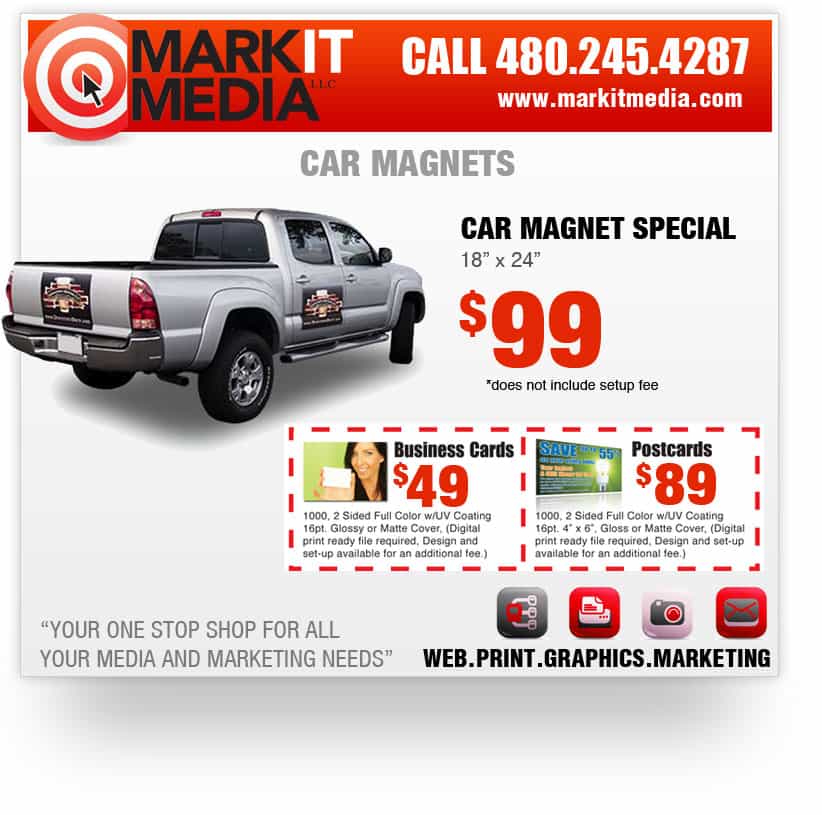 MARKIT
MEDIA LLC
CALL 480.245.4287
www.markitmedia.com
CAR MAGNETS
CAR MAGNET SPECIAL
18” x 24”
$99
*does not include setup fee
Business Cards
$49
1000, 2 Sided Full Color w/UV Coating
16pt. Glossy or Matte Cover, (Digital
print ready file required, Design and
set-up available for an additional fee.)
SAVE UP TO 55%
Postcards
$89
1000, 2 Sided Full Color w/UV Coating
16pt. 4” x 6”, Gloss or Matte Cover, (Digital
print ready file required, Design and set-up
available for an additional fee.)
“YOUR ONE STOP SHOP FOR ALL
YOUR MEDIA AND MARKETING NEEDS”
WEB.PRINT.GRAPHICS.MARKETING